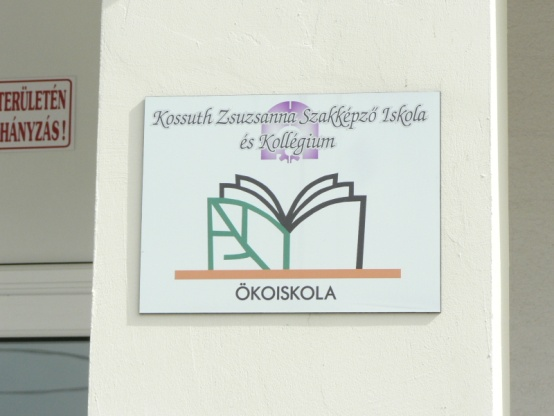 TERÜLETÉN
HÁNYZÁS!
Kossuth Zsuzsanna Szakképző Iskola
és Kollégium
ÖKOISKOLA